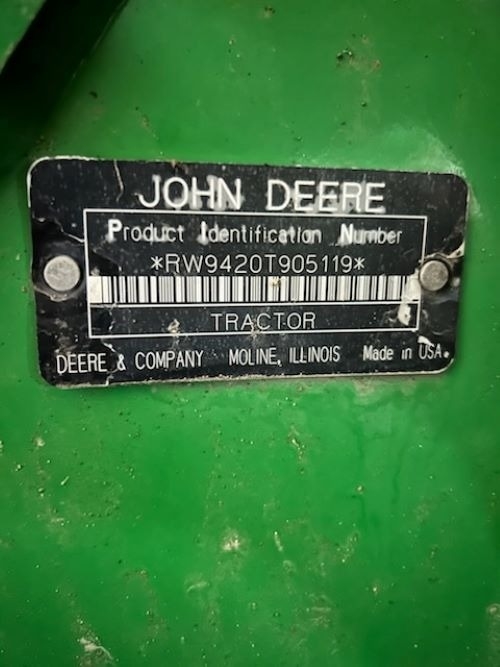 JOHN DEERE
Product Identification Number
*RW9420T905119*
TRACTOR
DEERE & COMPANY MOLINE, ILLINOIS Made in USA.